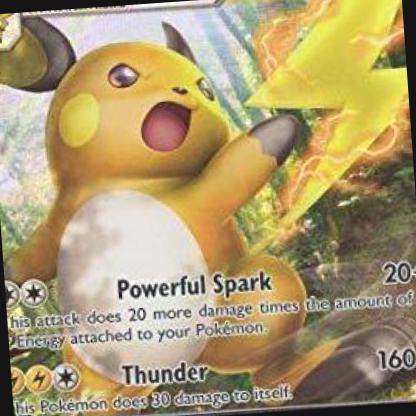 Powerful Spark 20+
his attack does 20 more damage times the amount of
Energy attached to your Pokémon.
Thunder 160
his Pokémon does 30 damage to itself.